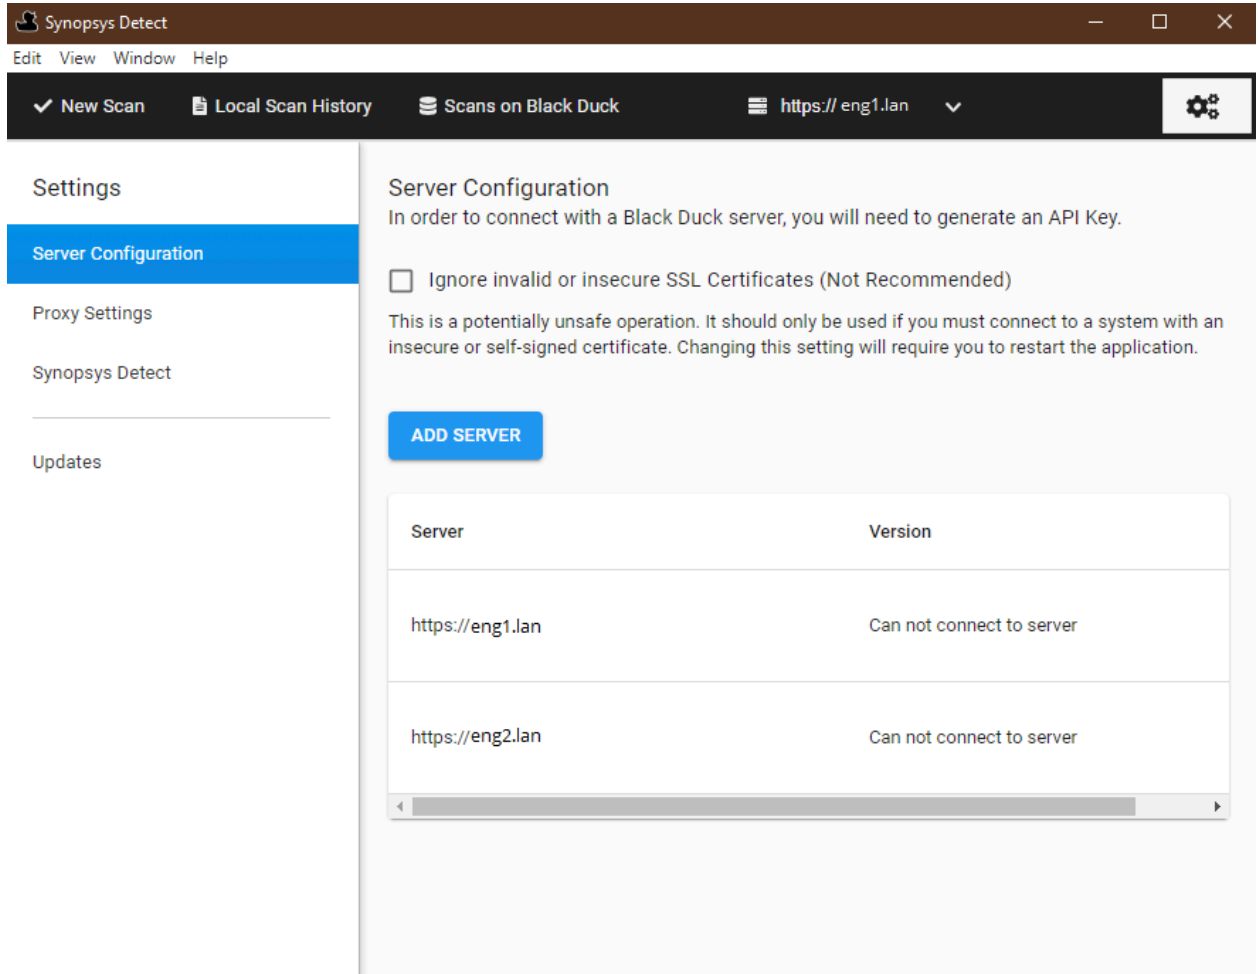 Synopsys Detect
Edit View Window Help
New Scan Local Scan History Scans on Black Duck https:// eng1.lan
Settings
Server Configuration
Proxy Settings
Synopsys Detect
Updates
Server Configuration
In order to connect with a Black Duck server, you will need to generate an API Key.
Ignore invalid or insecure SSL Certificates (Not Recommended)
This is a potentially unsafe operation. It should only be used if you must connect to a system with an
insecure or self-signed certificate. Changing this setting will require you to restart the application.
ADD SERVER
Server Version
https://eng1.lan Can not connect to server
https://eng2.lan Can not connect to server